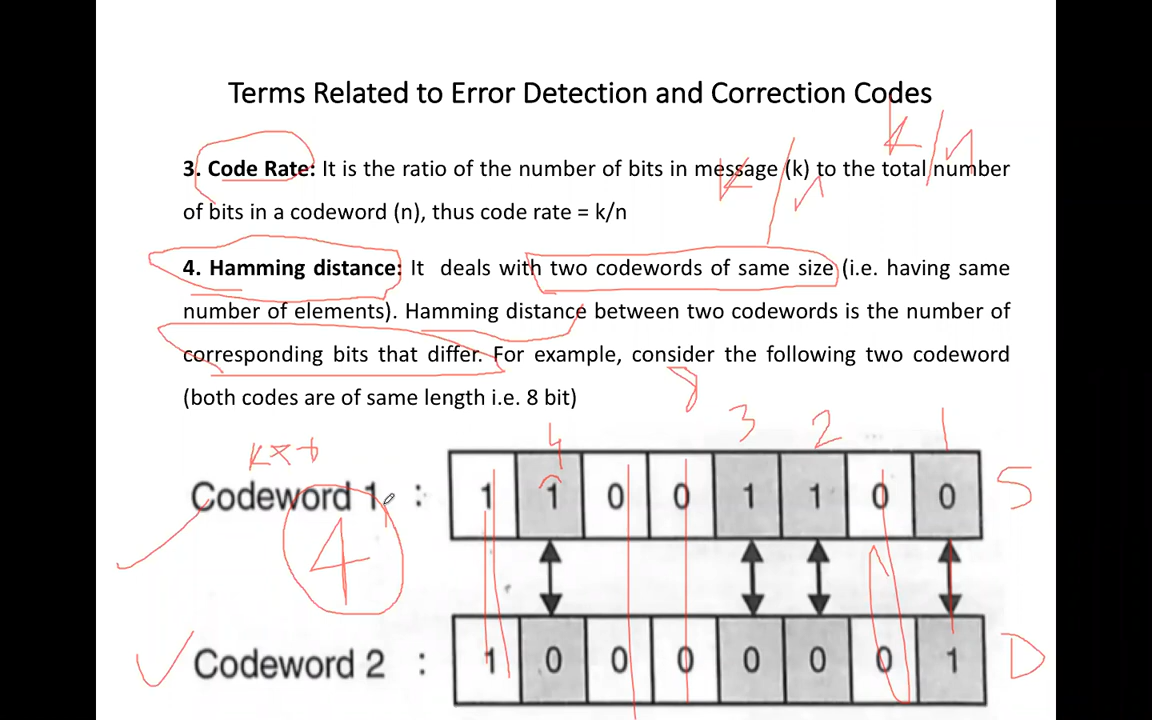 Terms Related to Error Detection and Correction Codes
k/n
3. Code Rate: It is the ratio of the number of bits in message (k) to the total number
k/n
of bits in a codeword (n), thus code rate = k/n
4. Hamming distance: It deals with two codewords of same size (i.e. having same
number of elements). Hamming distance between two codewords is the number of
corresponding bits that differ. For example, consider the following two codeword
(both codes are of same length i.e. 8 bit)
4 3 2 1
Codeword 1 : 1 1 0 0 1 1 0 0 S
4
Codeword 2 : 1 0 0 0 0 0 0 1 D